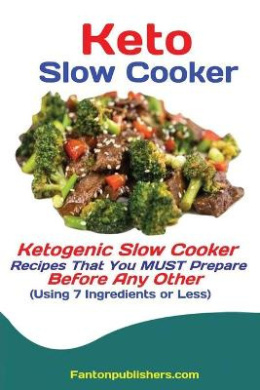 Keto
Slow Cooker
Ketogenic Slow Cooker
Recipes That You MUST Prepare
Before Any Other
(Using 7 Ingredients or Less)
Fantonpublishers.com